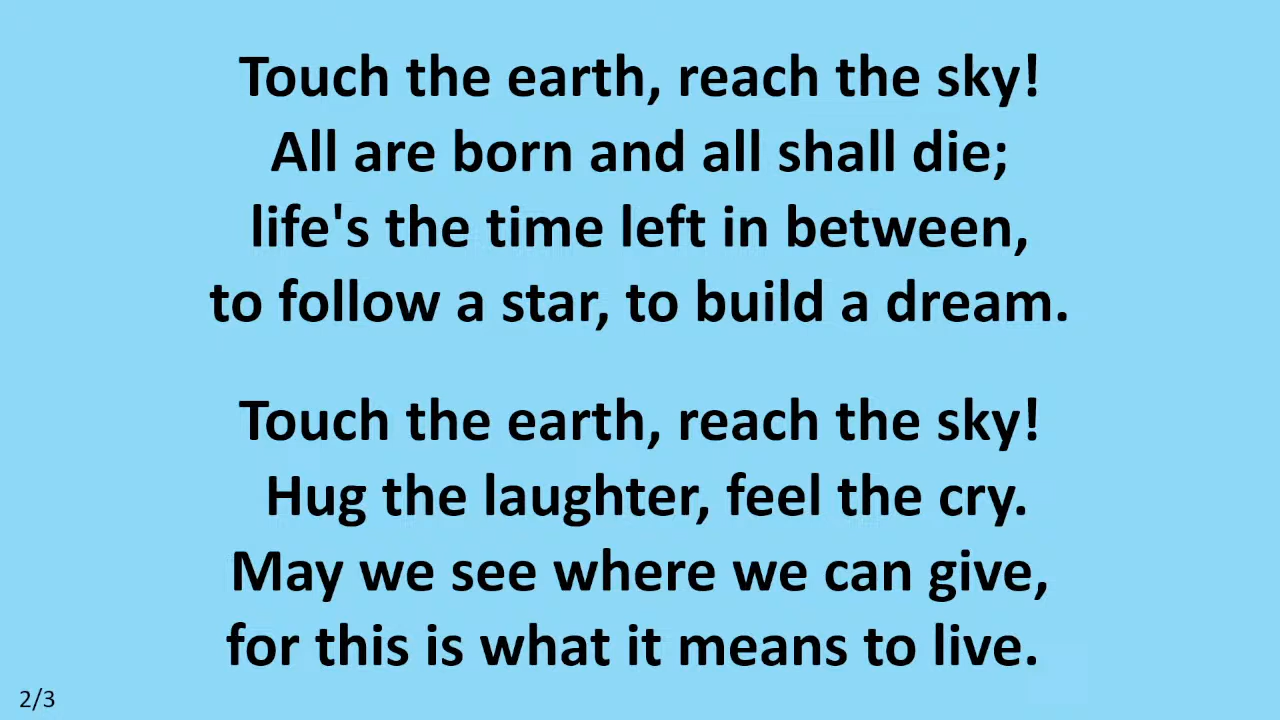 Touch the earth, reach the sky!
All are born and all shall die;
life's the time left in between,
to follow a star, to build a dream.
Touch the earth, reach the sky!
Hug the laughter, feel the cry.
May we see where we can give,
for this is what it means to live.
2/3